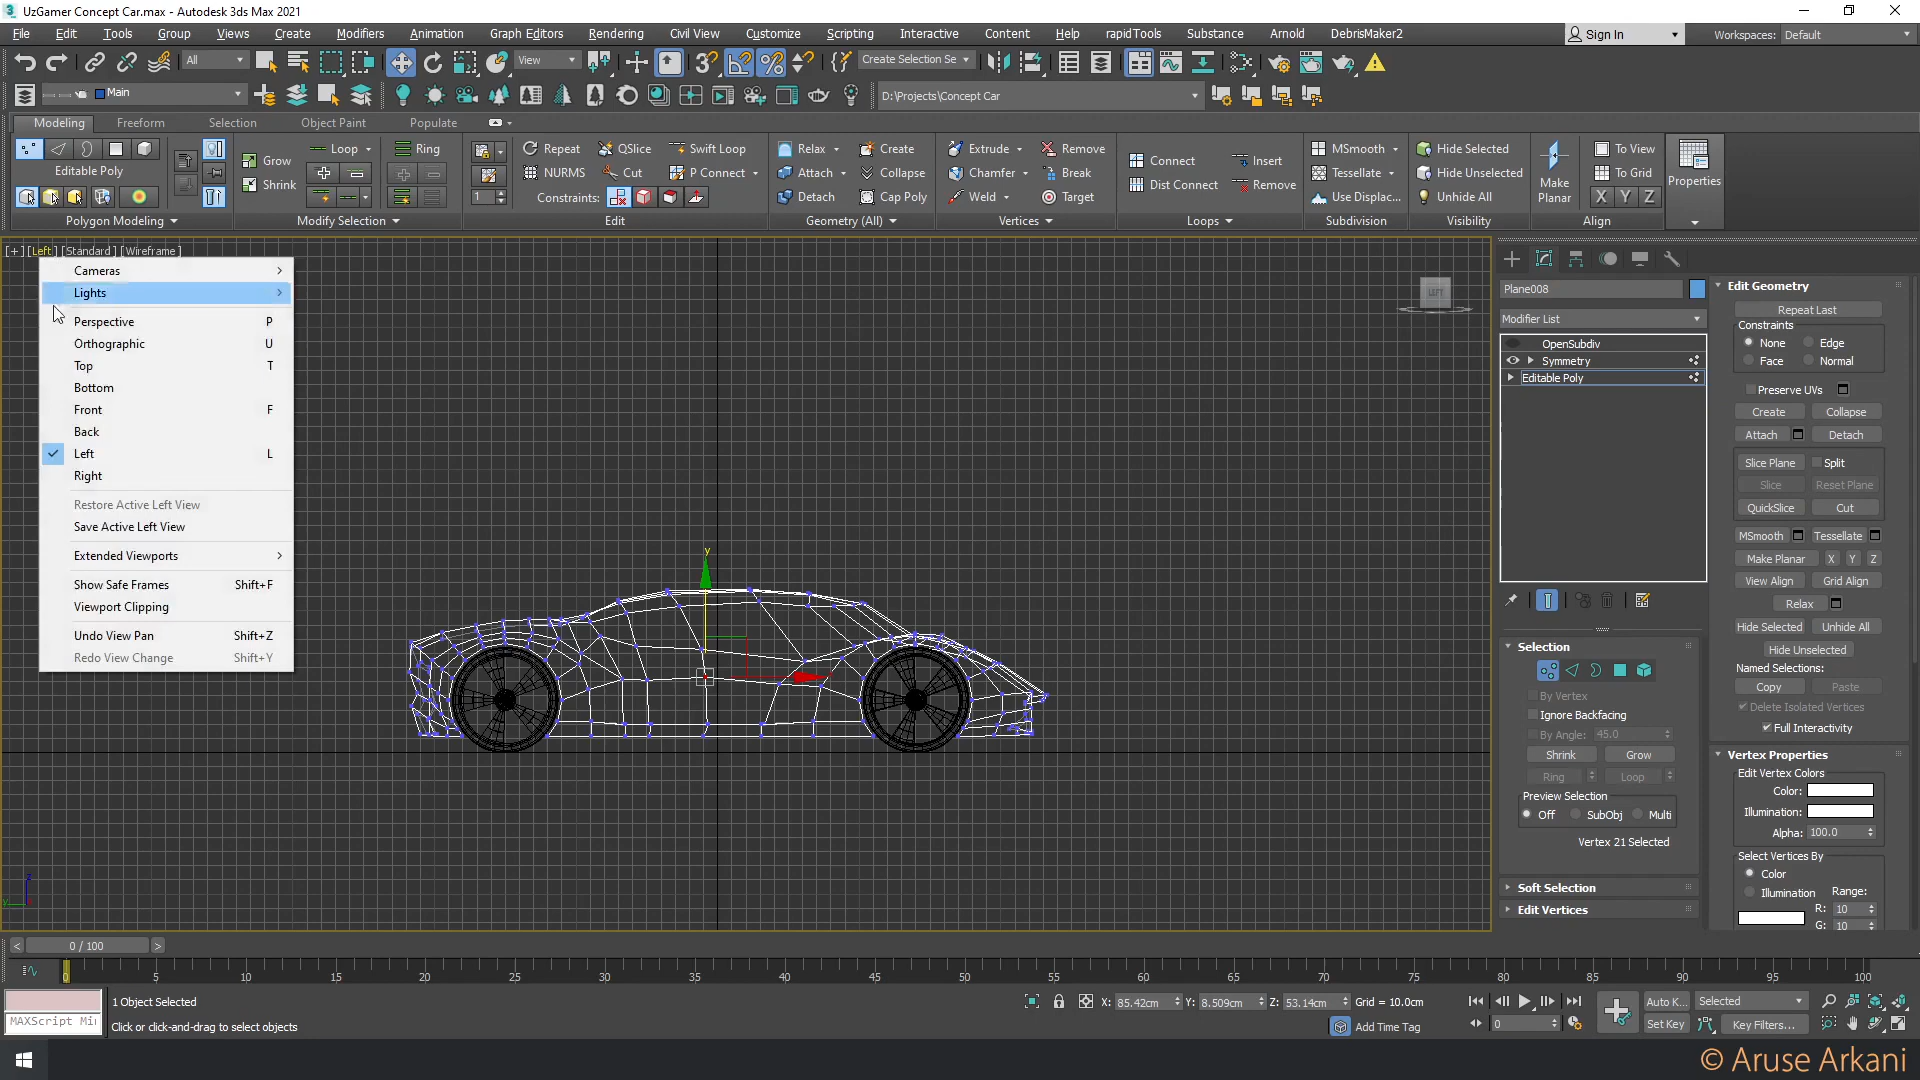 UzGamer Concept Car.max - Autodesk 3ds Max 2021
File Edit Tools Group Views Create Modifiers Animation Graph Editors Rendering Civil View Customize Scripting Interactive Content Help rapidTools Substance Arnold DebrisMaker2 Sign In Workspaces: Default
All View Create Selection Se
Main D:\Projects\Concept Car
Modeling Freeform Selection Object Paint Populate
Loop Ring Repeat QSlice Swift Loop Relax Create Extrude Remove MSmooth Hide Selected To View
Editable Poly Grow Shrink NURMS Cut P Connect Attach Collapse Chamfer Break Connect Insert Tessellate Hide Unselected Make Planar To Grid Properties
1 Constraints: Detach Cap Poly Weld Target Dist Connect Remove Use Displac... Unhide All X Y Z
Polygon Modeling Modify Selection Edit Geometry (All) Vertices Loops Subdivision Visibility Align
[+] [Left] [Standard] [Wireframe]
Cameras
Lights
Perspective P
Orthographic U
Top T
Bottom
Front F
Back
Left L
Right
Restore Active Left View
Save Active Left View
Extended Viewports
Show Safe Frames Shift+F
Viewport Clipping
Undo View Pan Shift+Z
Redo View Change Shift+Y
LEFT
y
z
y
Plane008
Modifier List
OpenSubdiv
Symmetry
Editable Poly
Selection
By Vertex
Ignore Backfacing
By Angle: 45.0
Shrink Grow
Ring Loop
Preview Selection
Off SubObj Multi
Vertex 21 Selected
Soft Selection
Edit Vertices
Edit Geometry
Repeat Last
Constraints
None Edge
Face Normal
Preserve UVs
Create Collapse
Attach Detach
Slice Plane Split
Slice Reset Plane
QuickSlice Cut
MSmooth Tessellate
Make Planar X Y Z
View Align Grid Align
Relax
Hide Selected Unhide All
Hide Unselected
Named Selections:
Copy Paste
Delete Isolated Vertices
Full Interactivity
Vertex Properties
Edit Vertex Colors
Color:
Illumination:
Alpha: 100.0
Select Vertices By
Color
Illumination Range:
R: 10
G: 10
< 0 / 100 >
0 5 10 15 20 25 30 35 40 45 50 55 60 65 70 75 80 85 90 95 100
1 Object Selected X: 85.42cm Y: 8.509cm Z: 53.14cm Grid = 10.0cm Auto K... Selected
MAXScript Mi Click or click-and-drag to select objects Add Time Tag 0 Set Key Key Filters...
© Aruse Arkani